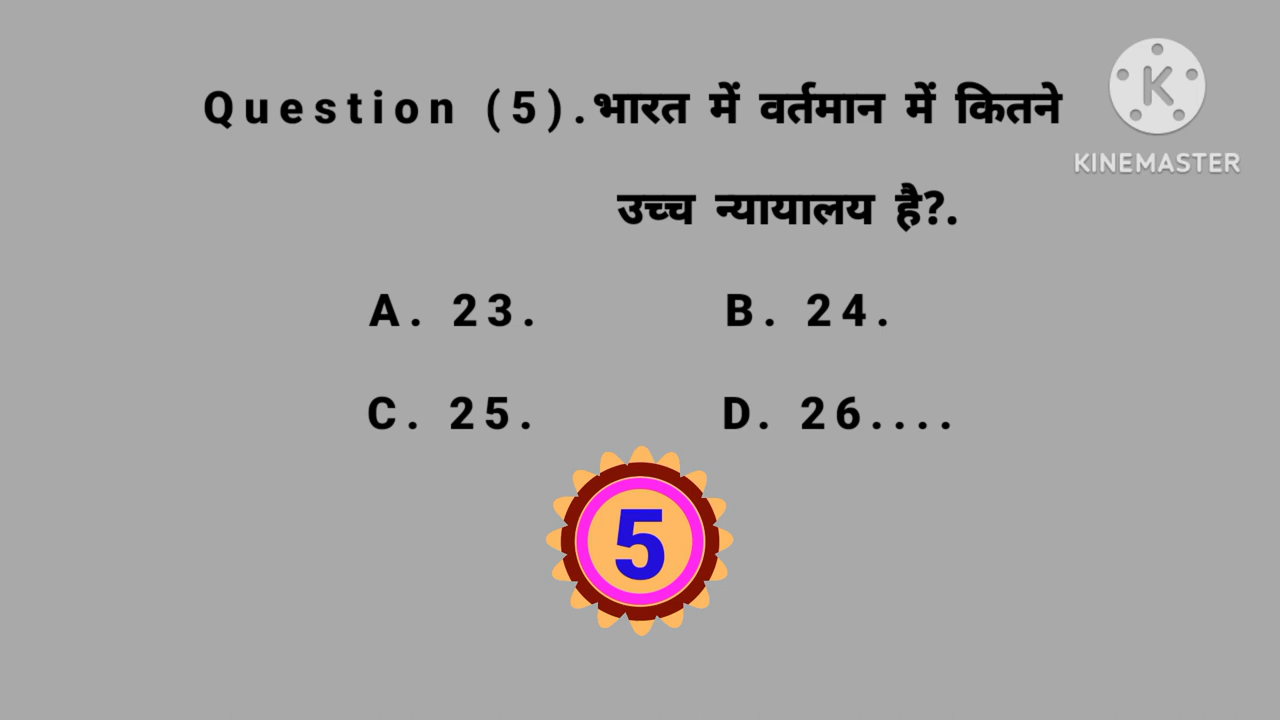 Question (5).भारत में वर्तमान में कितने
KINEMASTER
उच्च न्यायालय है?.
A. 23. B. 24.
C. 25. D. 26....
5